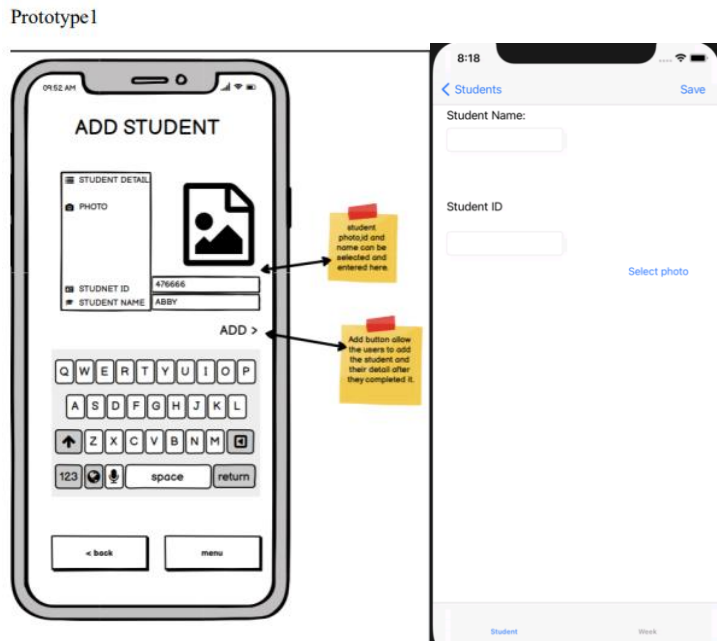 Prototype1
09:52 AM
ADD STUDENT
STUDENT DETAIL
PHOTO
STUDNET ID
476666
STUDENT NAME
ABBY
ADD >
Q W E R T Y U I O P
A S D F G H J K L
Z X C V B N M
123
space
return
< back
menu
student
photo,id and
name can be
selected and
entered here.
Add button allow
the users to add
the student and
their detail after
they completed it.
8:18
Students
Save
Student Name:
Student ID
Select photo
Student
Week